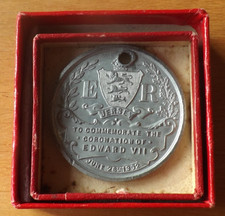 E R
JERSEY
TO COMMEMORATE THE
CORONATION OF
EDWARD VII
JUNE 26 1902